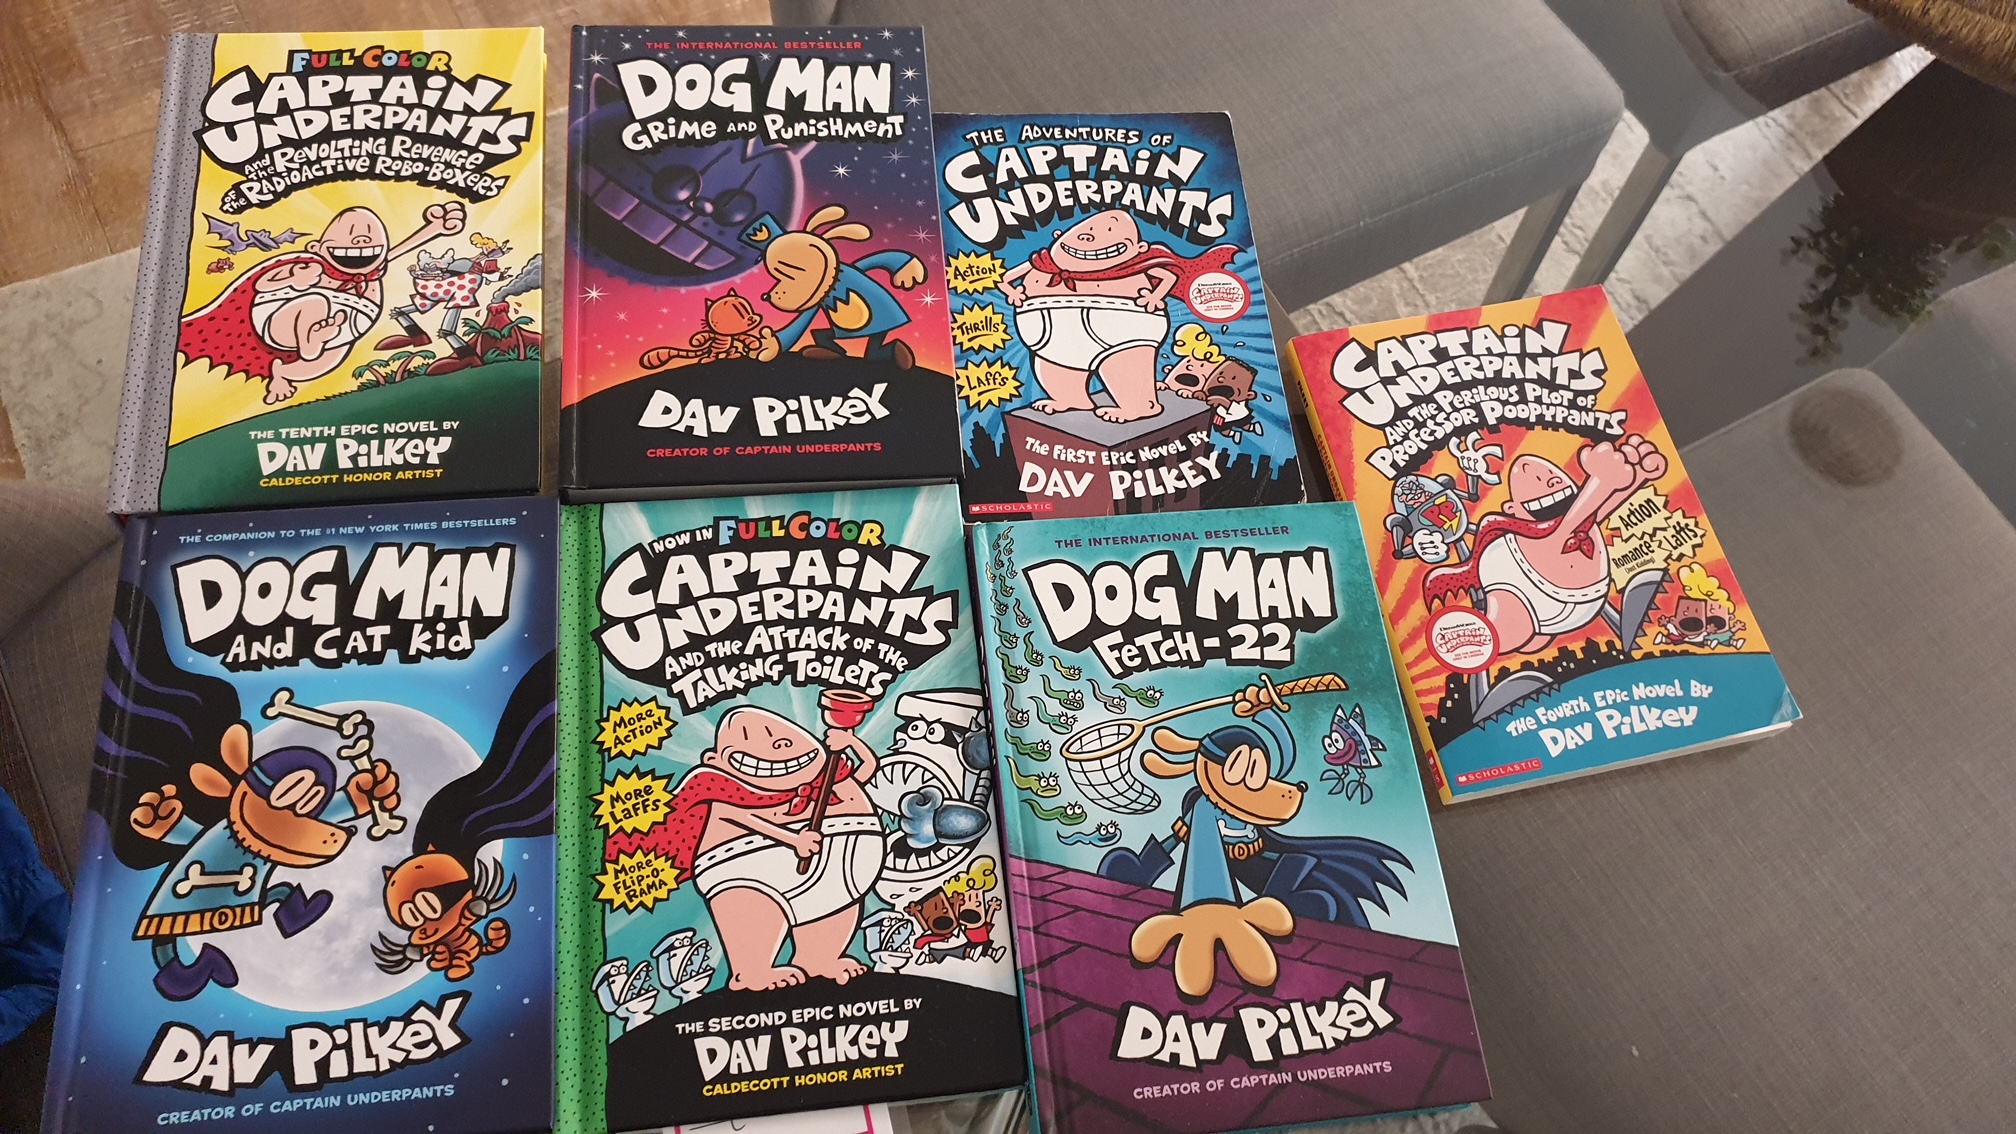 FULL COLOR
CAPTAIN
UNDERPANTS
AND THE REVOLTING REVENGE
OF THE RADIOACTIVE ROBO-BOXERS
THE TENTH EPIC NOVEL BY
DAV PILKEY
CALDECOTT HONOR ARTIST
THE INTERNATIONAL BESTSELLER
DOG MAN
GRIME AND PUNISHMENT
DAV PILKEY
CREATOR OF CAPTAIN UNDERPANTS
THE ADVENTURES OF
CAPTAIN
UNDERPANTS
ACTION
THRILLS
LAFFS
CAPTAIN
UNDERPANTS
THE FIRST EPIC NOVEL BY
DAV PILKEY
SCHOLASTIC
CAPTAIN
UNDERPANTS
AND THE PERILOUS PLOT OF
PROFESSOR POOPYPANTS
PP
Action
Romance
Laffs
CAPTAIN
UNDERPANTS
THE FOURTH EPIC NOVEL BY
DAV PILKEY
SCHOLASTIC
THE COMPANION TO THE #1 NEW YORK TIMES BESTSELLERS
DOG MAN
AND CAT KID
D
DAV PILKEY
CREATOR OF CAPTAIN UNDERPANTS
NOW IN FULL COLOR
CAPTAIN
UNDERPANTS
AND THE ATTACK OF THE
TALKING TOILETS
MORE
ACTION
MORE
LAFFS
MORE
FLIP-O-
RAMA
THE SECOND EPIC NOVEL BY
DAV PILKEY
CALDECOTT HONOR ARTIST
THE INTERNATIONAL BESTSELLER
DOG MAN
FETCH-22
DAV PILKEY
CREATOR OF CAPTAIN UNDERPANTS